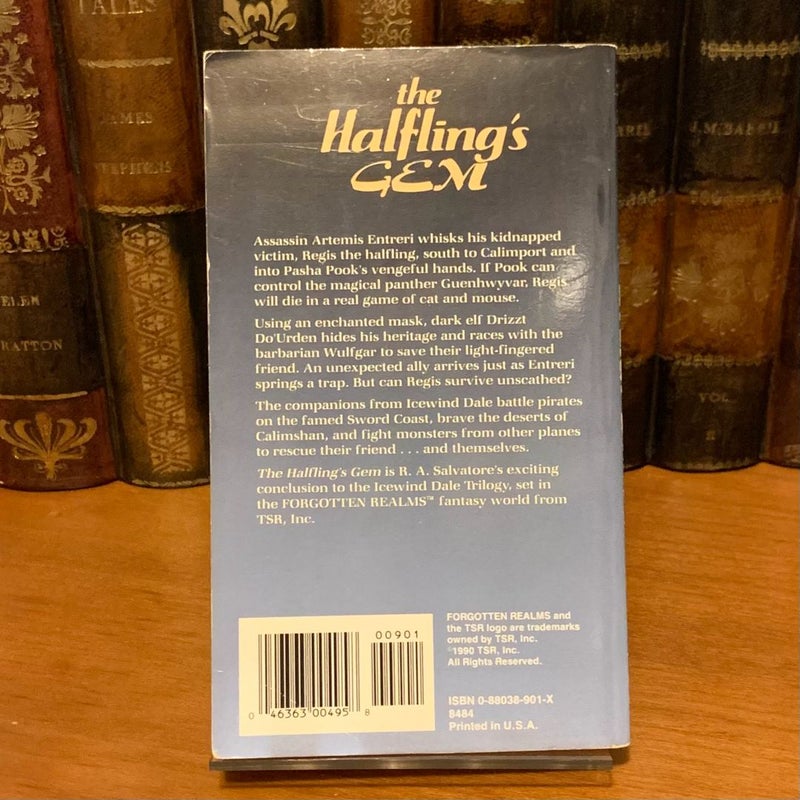 TALES
JAMES
STEPHENS
J.M. BARRIE
RATTON
VOL
the
Halfling's
GEM
Assassin Artemis Entreri whisks his kidnapped
victim, Regis the halfling, south to Calimport and
into Pasha Pook's vengeful hands. If Pook can
control the magical panther Guenhwyvar, Regis
will die in a real game of cat and mouse.
Using an enchanted mask, dark elf Drizzt
Do'Urden hides his heritage and races with the
barbarian Wulfgar to save their light-fingered
friend. An unexpected ally arrives just as Entreri
springs a trap. But can Regis survive unscathed?
The companions from Icewind Dale battle pirates
on the famed Sword Coast, brave the deserts of
Calimshan, and fight monsters from other planes
to rescue their friend . . . and themselves.
The Halfling's Gem is R. A. Salvatore's exciting
conclusion to the Icewind Dale Trilogy, set in
the FORGOTTEN REALMS™ fantasy world from
TSR, Inc.
00901
0 46363 00495 8
FORGOTTEN REALMS and
the TSR logo are trademarks
owned by TSR, Inc.
©1990 TSR, Inc.
All Rights Reserved.
ISBN 0-88038-901-X
8484
Printed in U.S.A.